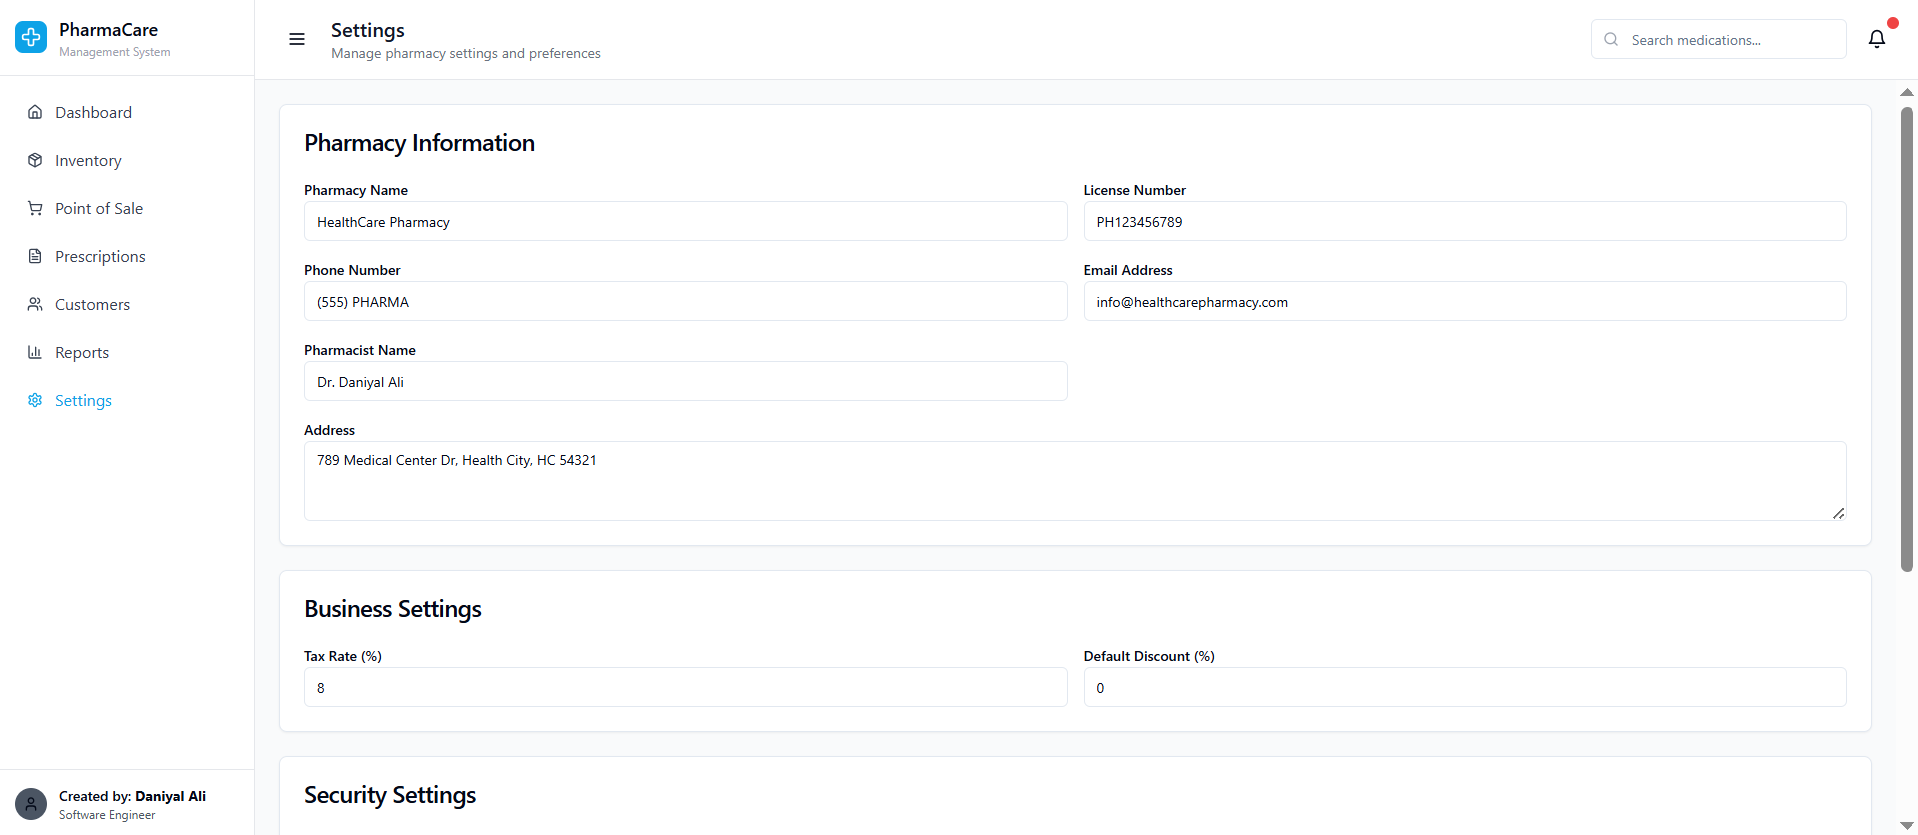 PharmaCare
Management System
Dashboard
Inventory
Point of Sale
Prescriptions
Customers
Reports
Settings
Created by: Daniyal Ali
Software Engineer
Settings
Manage pharmacy settings and preferences
Search medications...
Pharmacy Information
Pharmacy Name
HealthCare Pharmacy
License Number
PH123456789
Phone Number
(555) PHARMA
Email Address
info@healthcarepharmacy.com
Pharmacist Name
Dr. Daniyal Ali
Address
789 Medical Center Dr, Health City, HC 54321
Business Settings
Tax Rate (%)
8
Default Discount (%)
0
Security Settings